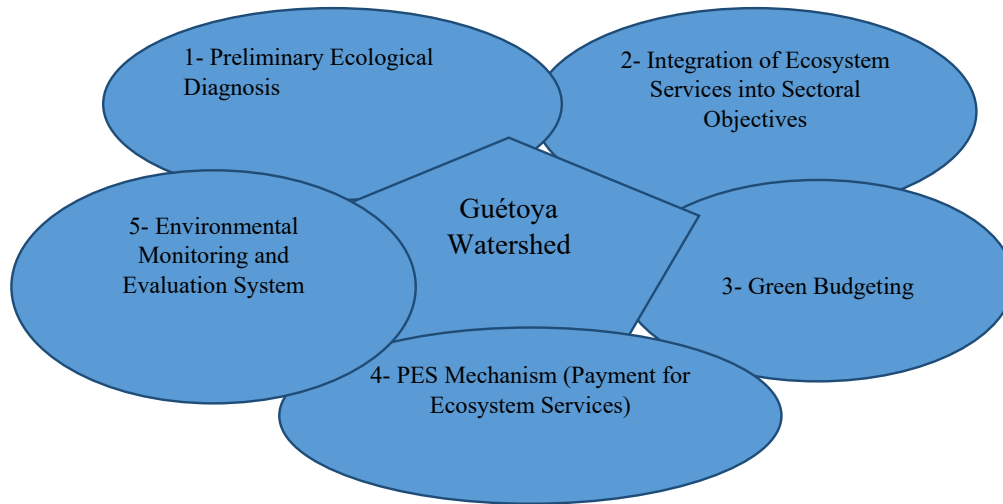 1- Preliminary Ecological
Diagnosis
2- Integration of Ecosystem
Services into Sectoral
Objectives
Guétoya
Watershed
5- Environmental
Monitoring and
Evaluation System
3- Green Budgeting
4- PES Mechanism (Payment for
Ecosystem Services)